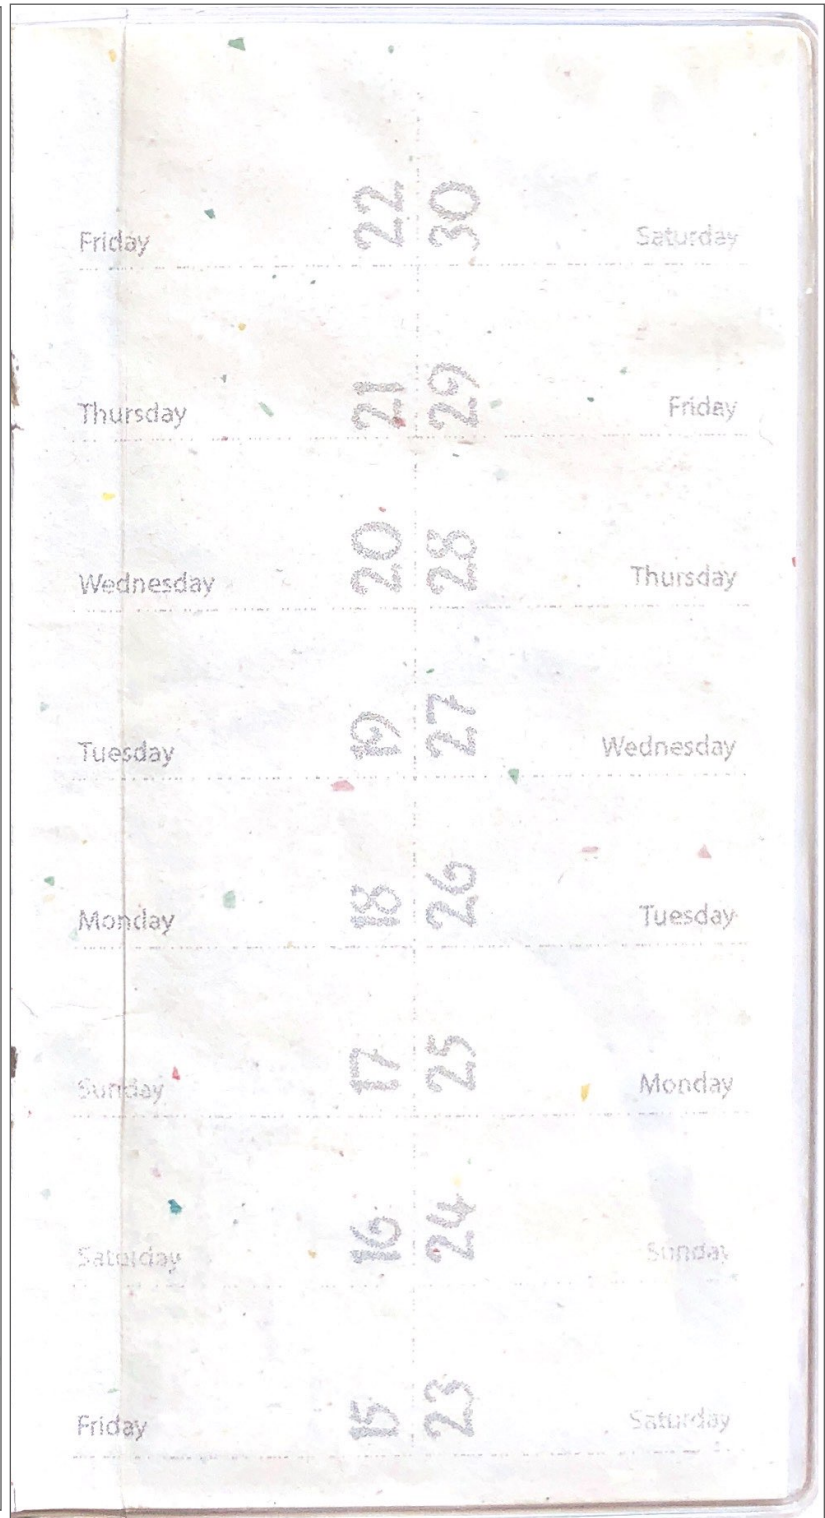 Friday 22 30 Saturday
Thursday 21 29 Friday
Wednesday 20 28 Thursday
Tuesday 19 27 Wednesday
Monday 18 26 Tuesday
Sunday 17 25 Monday
Saturday 16 24 Sunday
Friday 15 23 Saturday